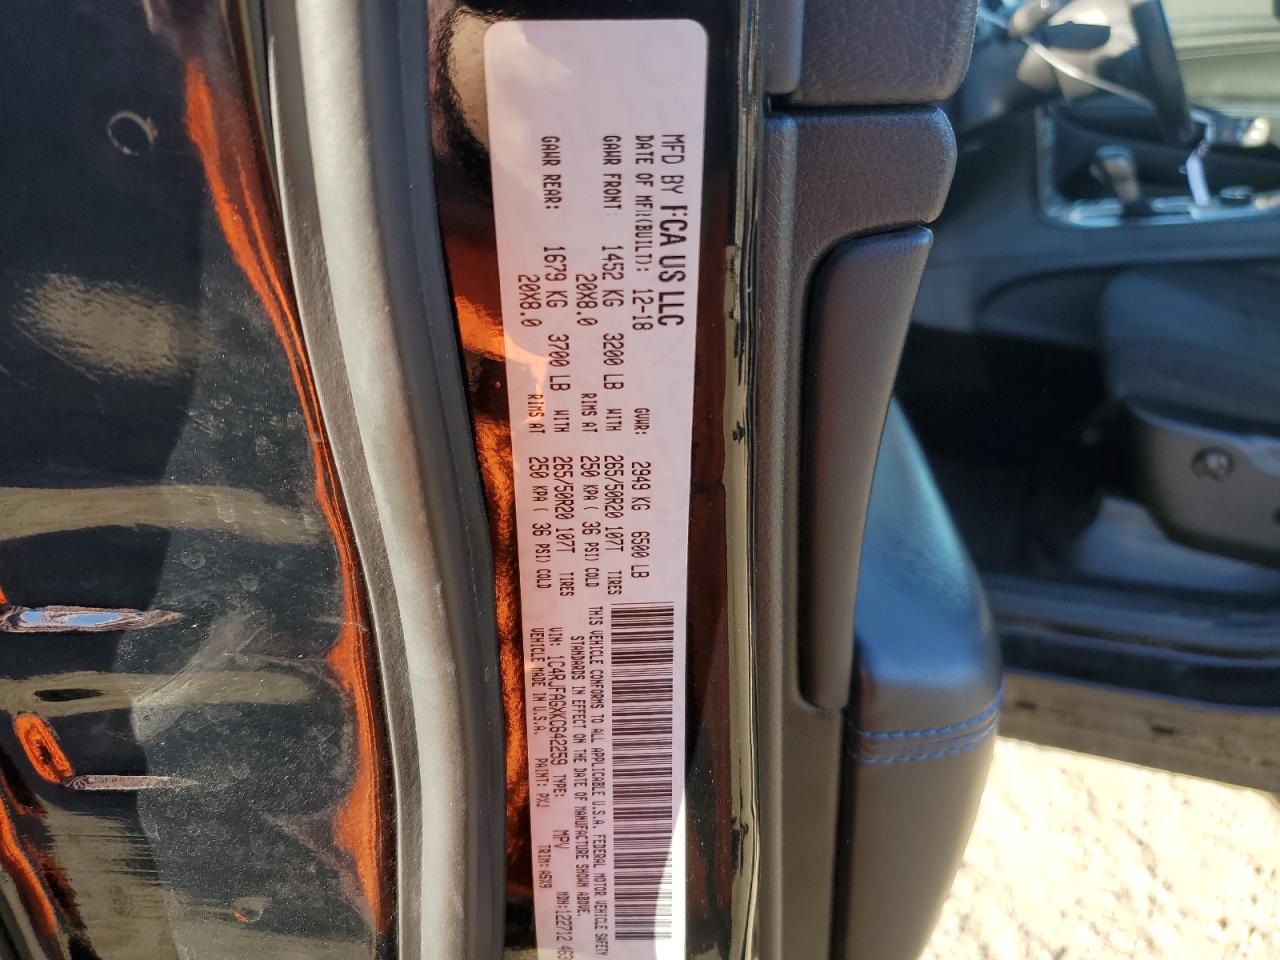 MFD BY FCA US LLC
DATE OF MFR(BUILT): 12-18 GVWR: 2949 KG 6500 LB
GAWR FRONT: 1452 KG 3200 LB WITH 265/50R20 107T TIRES
20X8.0 RIMS AT 250 KPA( 36 PSI) COLD
GAWR REAR: 1679 KG 3700 LB WITH 265/50R20 107T TIRES
20X8.0 RIMS AT 250 KPA( 36 PSI) COLD
THIS VEHICLE CONFORMS TO ALL APPLICABLE U.S.A. FEDERAL MOTOR VEHICLE SAFETY
STANDARDS IN EFFECT ON THE DATE OF MANUFACTURE SHOWN ABOVE.
VIN: 1C4RJFAGXKC642259 TYPE: MPV MDH:122712 463
VEHICLE MADE IN U.S.A. PAINT: PXJ TRIM:A5X9